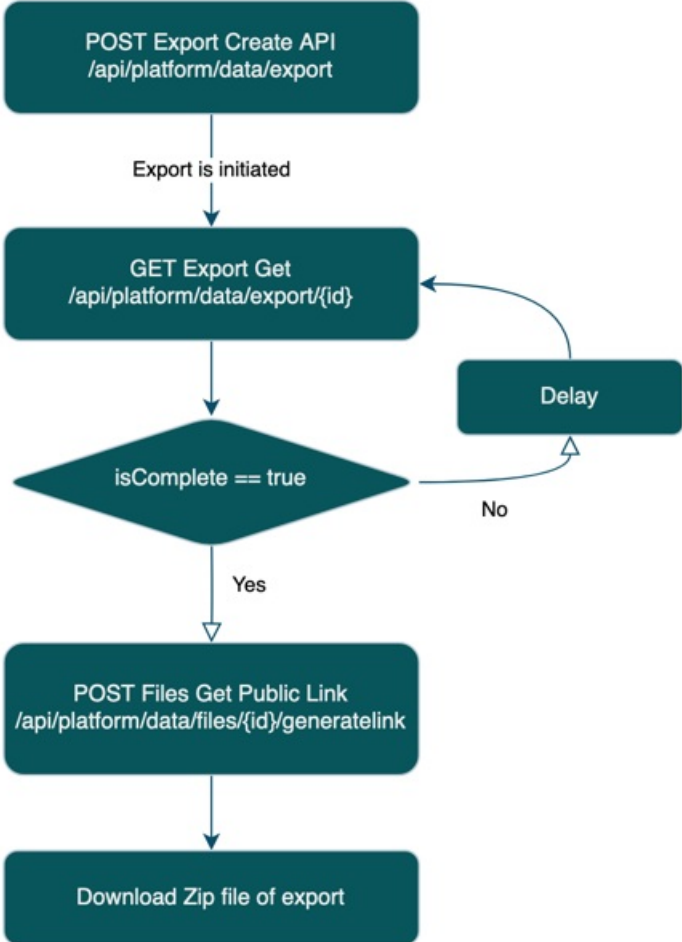 POST Export Create API
/api/platform/data/export
Export is initiated
GET Export Get
/api/platform/data/export/{id}
Delay
isComplete == true
No
Yes
POST Files Get Public Link
/api/platform/data/files/{id}/generatelink
Download Zip file of export